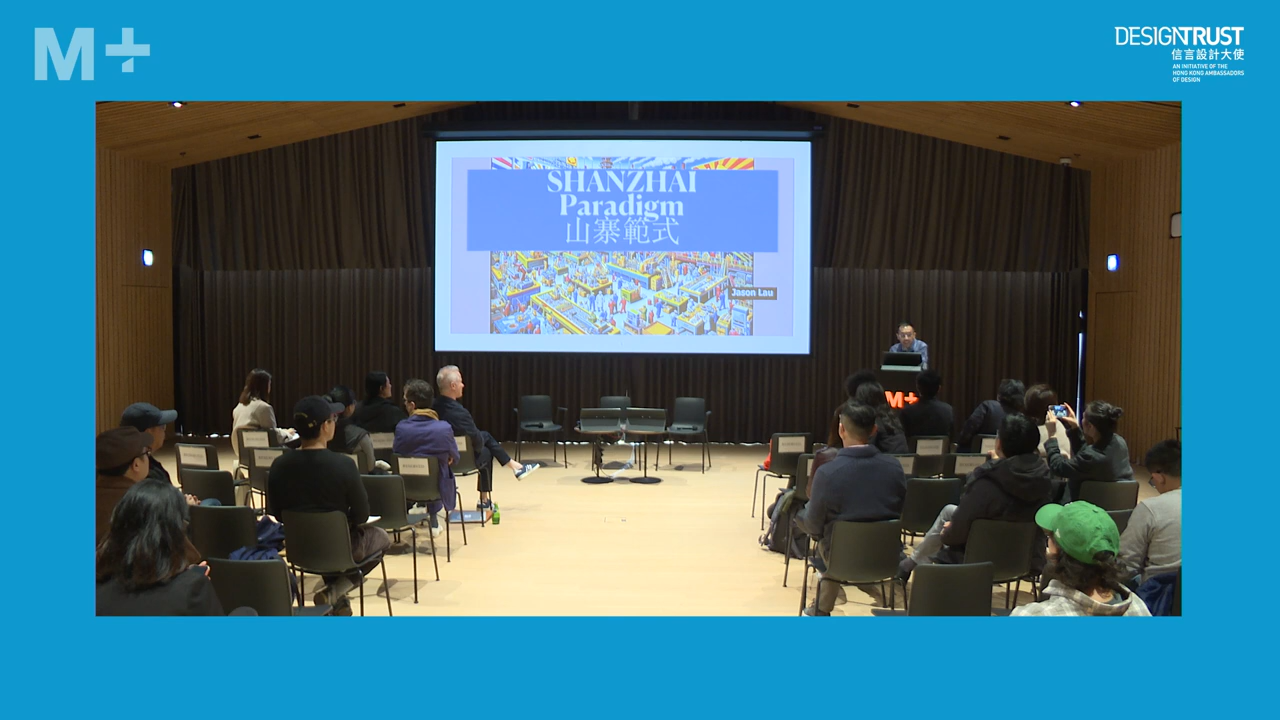 M+
DESIGNTRUST
信言設計大使
AN INITIATIVE OF THE
HONG KONG AMBASSADORS
OF DESIGN
SHANZHAI
Paradigm
山寨範式
Jason Lau
M+